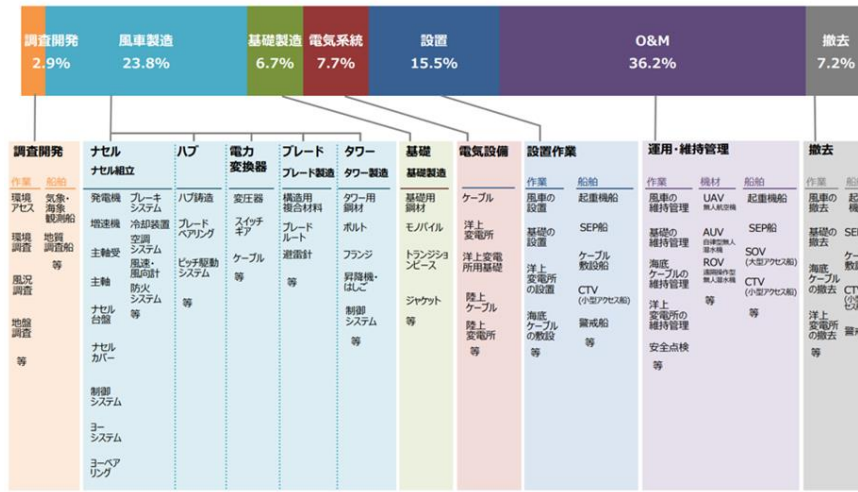 調査開発
2.9%
風車製造
23.8%
基礎製造
6.7%
電気系統
7.7%
設置
15.5%
O&M
36.2%
撤去
7.2%
調査開発
作業
環境
アセス
環境
調査
風況
調査
地盤
調査
等
船舶
気象・
海象
観測船
地質
調査船
等
ナセル
ナセル組立
発電機
増速機
主軸受
主軸
ナセル
台盤
ナセル
カバー
制御
システム
ヨー
システム
ヨーベア
リング
ブレーキ
システム
冷却装置
空調
システム
風速・
風向計
防火
システム
等
ハブ
ハブ鋳造
ブレード
ベアリング
ピッチ駆動
システム
等
電力
変換器
変圧器
スイッチ
ギア
ケーブル
等
ブレード
ブレード製造
構造用
複合材料
ブレード
ルート
避雷針
等
タワー
タワー製造
タワー用
鋼材
ボルト
フランジ
昇降機・
はしご
制御
システム
等
基礎
基礎製造
基礎用
鋼材
モノパイル
トランジショ
ンピース
ジャケット
等
電気設備
ケーブル
洋上
変電所
洋上変電
所用基礎
陸上
ケーブル
陸上
変電所
等
設置作業
作業
風車の
設置
基礎の
設置
洋上
変電所
の設置
海底
ケーブル
の敷設
等
船舶
起重機船
SEP船
ケーブル
敷設船
CTV
(小型アクセス船)
警戒船
等
運用・維持管理
作業
風車の
維持管理
基礎の
維持管理
海底
ケーブルの
維持管理
洋上
変電所の
維持管理
安全点検
等
機材
UAV
無人航空機
AUV
自律型無人
潜水機
ROV
遠隔操作型
無人潜水機
等
船舶
起重機船
SEP船
SOV
(大型アクセス船)
CTV
(小型アクセス船)
等
撤去
作業
風車の
撤去
基礎の
撤去
海底
ケーブル
の撤去
洋上
変電所
の撤去
等
船舶
CTV